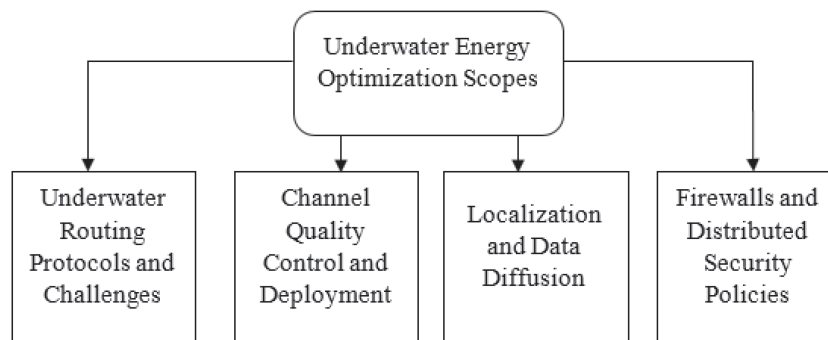 Underwater Energy
Optimization Scopes
Underwater
Routing
Protocols and
Challenges
Channel
Quality
Control and
Deployment
Localization
and Data
Diffusion
Firewalls and
Distributed
Security
Policies